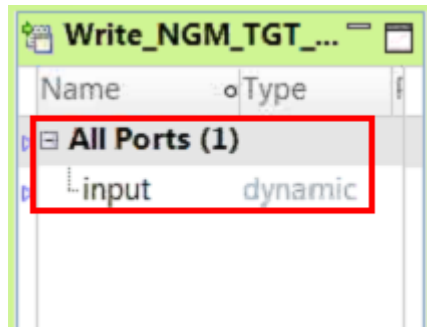 Write_NGM_TGT_...
Name Type
All Ports (1)
input dynamic